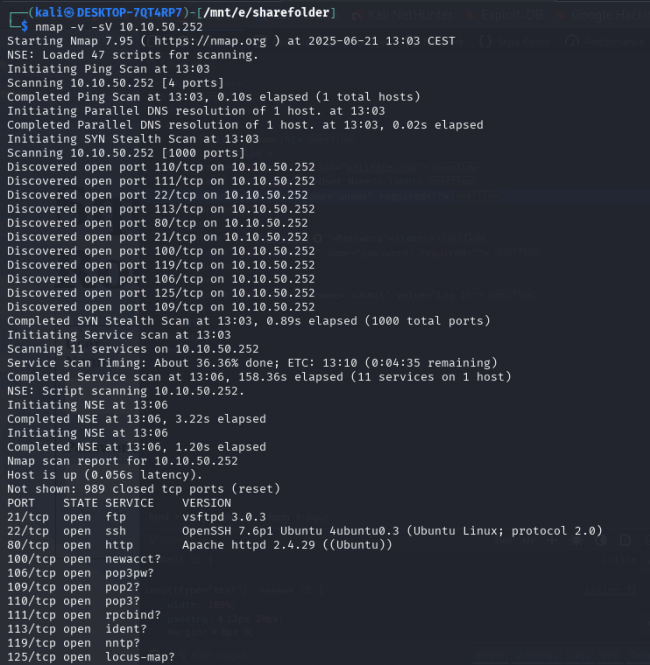 ┌──(kali㉿DESKTOP-7QT4RP7)-[/mnt/e/sharefolder]
└─$ nmap -v -sV 10.10.50.252
Starting Nmap 7.95 ( https://nmap.org ) at 2025-06-21 13:03 CEST
NSE: Loaded 47 scripts for scanning.
Initiating Ping Scan at 13:03
Scanning 10.10.50.252 [4 ports]
Completed Ping Scan at 13:03, 0.10s elapsed (1 total hosts)
Initiating Parallel DNS resolution of 1 host. at 13:03
Completed Parallel DNS resolution of 1 host. at 13:03, 0.02s elapsed
Initiating SYN Stealth Scan at 13:03
Scanning 10.10.50.252 [1000 ports]
Discovered open port 110/tcp on 10.10.50.252
Discovered open port 111/tcp on 10.10.50.252
Discovered open port 22/tcp on 10.10.50.252
Discovered open port 113/tcp on 10.10.50.252
Discovered open port 80/tcp on 10.10.50.252
Discovered open port 21/tcp on 10.10.50.252
Discovered open port 100/tcp on 10.10.50.252
Discovered open port 119/tcp on 10.10.50.252
Discovered open port 106/tcp on 10.10.50.252
Discovered open port 125/tcp on 10.10.50.252
Discovered open port 109/tcp on 10.10.50.252
Completed SYN Stealth Scan at 13:03, 0.89s elapsed (1000 total ports)
Initiating Service scan at 13:03
Scanning 11 services on 10.10.50.252
Service scan Timing: About 36.36% done; ETC: 13:10 (0:04:35 remaining)
Completed Service scan at 13:06, 158.36s elapsed (11 services on 1 host)
NSE: Script scanning 10.10.50.252.
Initiating NSE at 13:06
Completed NSE at 13:06, 3.22s elapsed
Initiating NSE at 13:06
Completed NSE at 13:06, 1.20s elapsed
Nmap scan report for 10.10.50.252
Host is up (0.056s latency).
Not shown: 989 closed tcp ports (reset)
PORT    STATE SERVICE    VERSION
21/tcp  open  ftp        vsftpd 3.0.3
22/tcp  open  ssh        OpenSSH 7.6p1 Ubuntu 4ubuntu0.3 (Ubuntu Linux; protocol 2.0)
80/tcp  open  http       Apache httpd 2.4.29 ((Ubuntu))
100/tcp open  newacct?
106/tcp open  pop3pw?
109/tcp open  pop2?
110/tcp open  pop3?
111/tcp open  rpcbind?
113/tcp open  ident?
119/tcp open  nntp?
125/tcp open  locus-map?